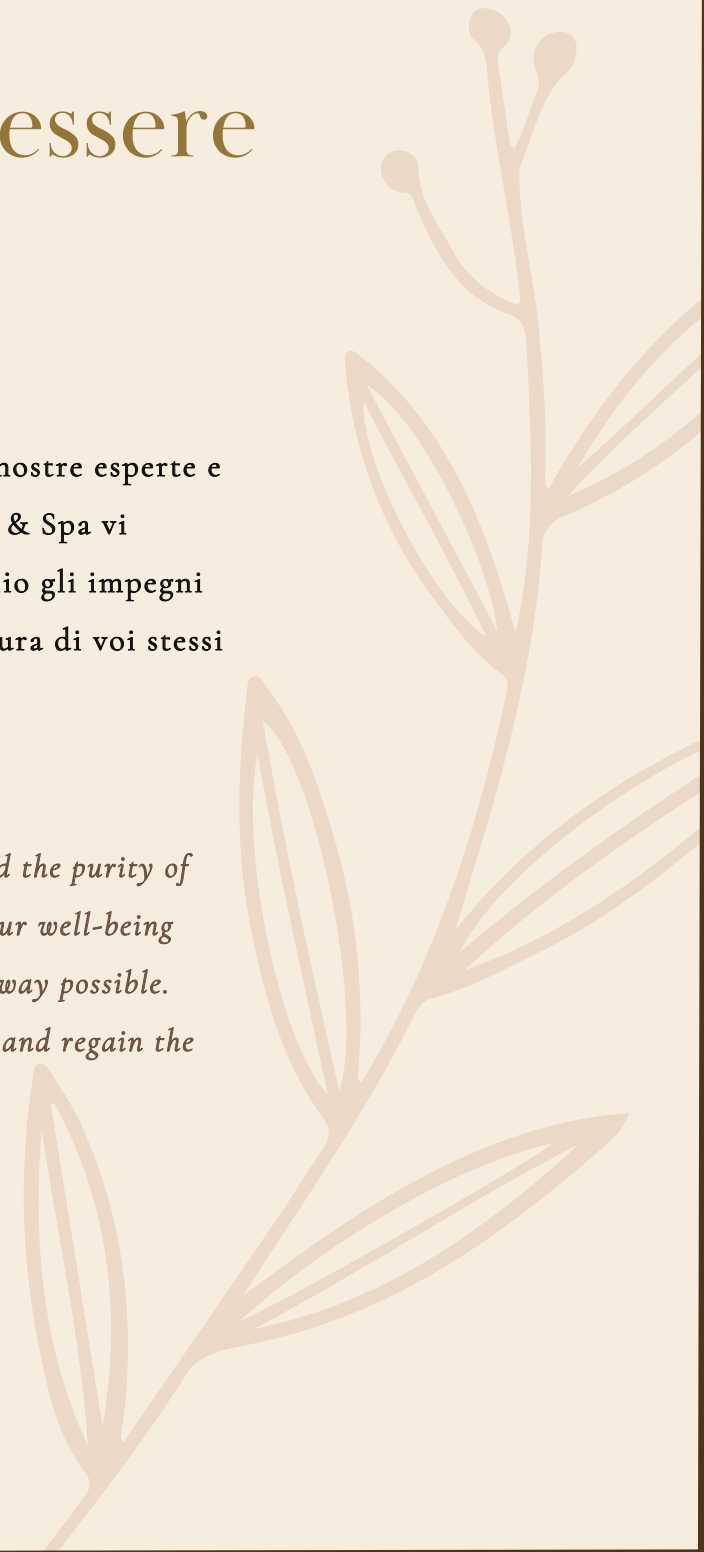 essere
nostre esperte e
& Spa vi
io gli impegni
ura di voi stessi
d the purity of
ur well-being
way possible.
and regain the